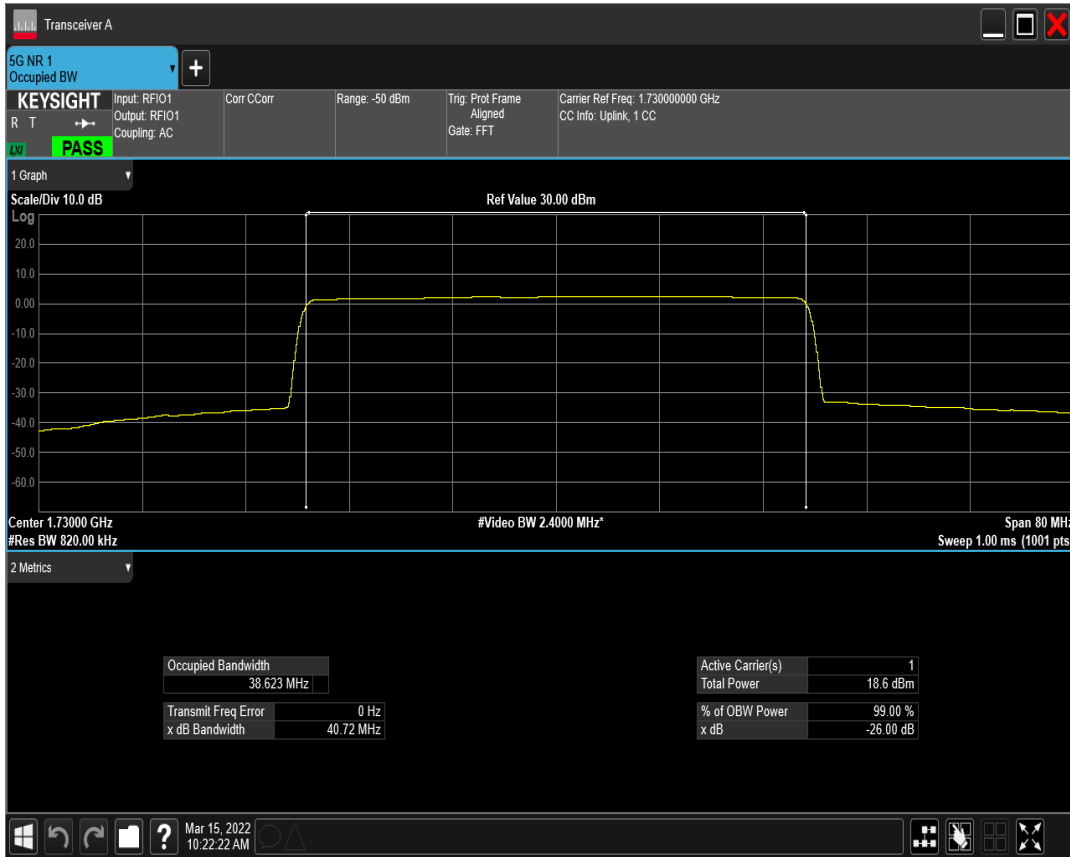 Transceiver A
5G NR 1
Occupied BW
KEYSIGHT
R T
LXI
PASS
Input: RFIO1
Output: RFIO1
Coupling: AC
Corr CCorr
Range: -50 dBm
Trig: Prot Frame
Aligned
Gate: FFT
Carrier Ref Freq: 1.730000000 GHz
CC Info: Uplink, 1 CC
1 Graph
Scale/Div 10.0 dB
Ref Value 30.00 dBm
Log
20.0
10.0
0.00
-10.0
-20.0
-30.0
-40.0
-50.0
-60.0
Center 1.73000 GHz
#Video BW 2.4000 MHz*
Span 80 MHz
#Res BW 820.00 kHz
Sweep 1.00 ms (1001 pts
2 Metrics
Occupied Bandwidth
38.623 MHz
Transmit Freq Error 0 Hz
x dB Bandwidth 40.72 MHz
Active Carrier(s) 1
Total Power 18.6 dBm
% of OBW Power 99.00 %
x dB -26.00 dB
?
Mar 15, 2022
10:22:22 AM